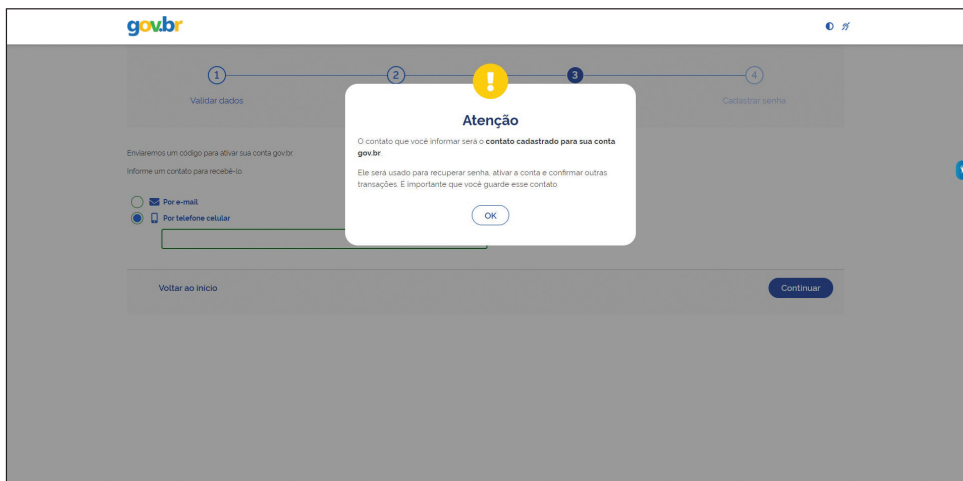 gov.br
1
2
3
4
Validar dados
Cadastrar senha
!
Atenção
O contato que você informar será o contato cadastrado para sua conta
gov.br
Ele será usado para recuperar senha, ativar a conta e confirmar outras
transações. É importante que você guarde esse contato
OK
Enviaremos um código para ativar sua conta gov.br.
Informe um contato para recebê-lo:
Por e-mail
Por telefone celular
Voltar ao início
Continuar